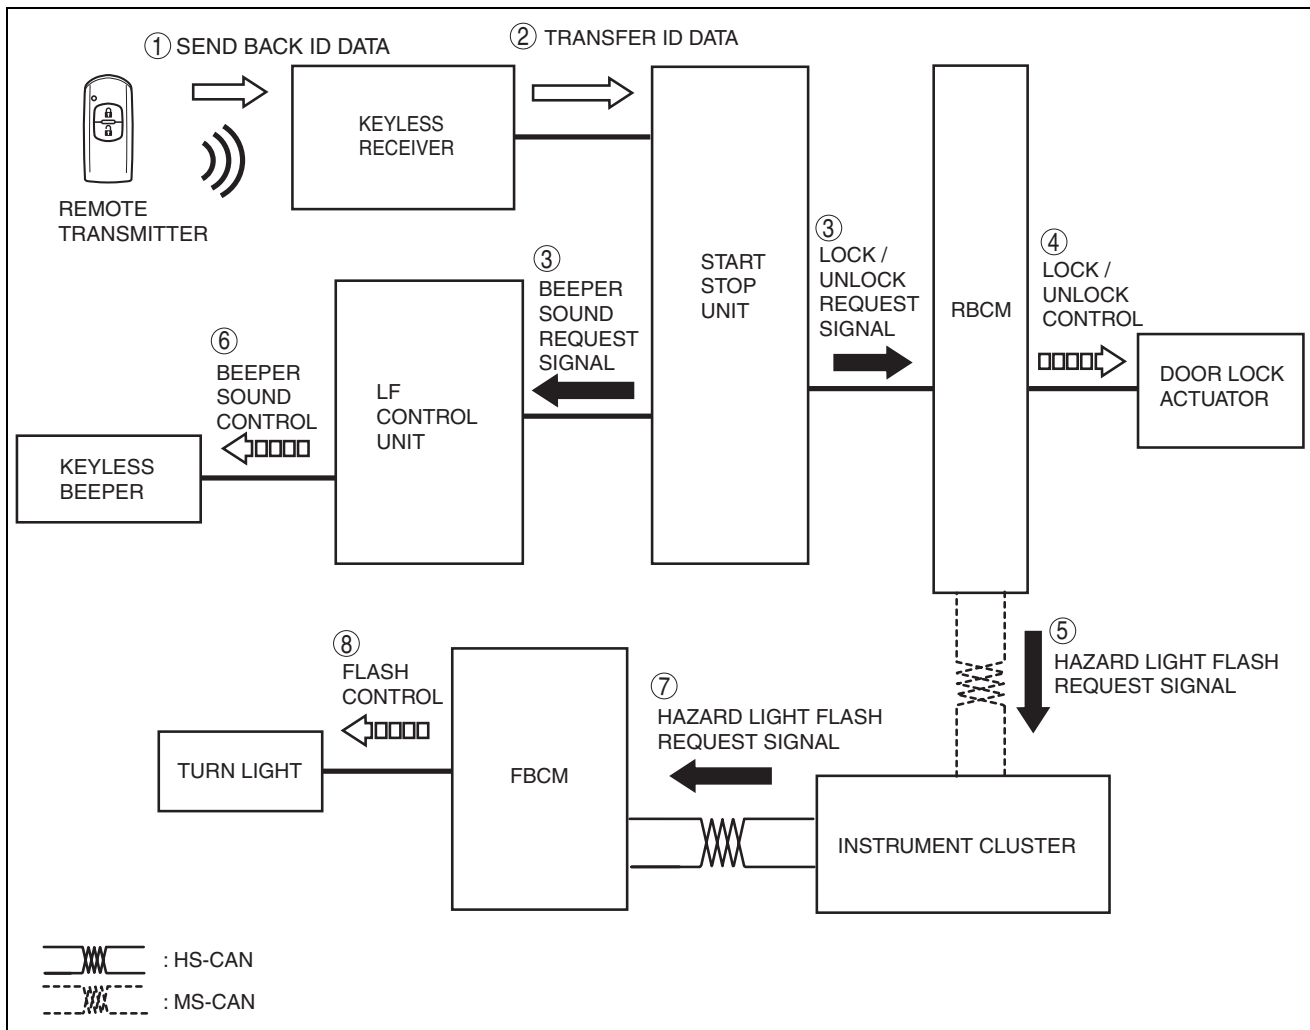 ① SEND BACK ID DATA
② TRANSFER ID DATA
REMOTE
TRANSMITTER
KEYLESS
RECEIVER
START
STOP
UNIT
③
LOCK /
UNLOCK
REQUEST
SIGNAL
RBCM
④
LOCK /
UNLOCK
CONTROL
DOOR LOCK
ACTUATOR
③
BEEPER
SOUND
REQUEST
SIGNAL
LF
CONTROL
UNIT
⑥
BEEPER
SOUND
CONTROL
KEYLESS
BEEPER
⑤
HAZARD LIGHT FLASH
REQUEST SIGNAL
INSTRUMENT CLUSTER
⑦
HAZARD LIGHT FLASH
REQUEST SIGNAL
FBCM
⑧
FLASH
CONTROL
TURN LIGHT
: HS-CAN
: MS-CAN